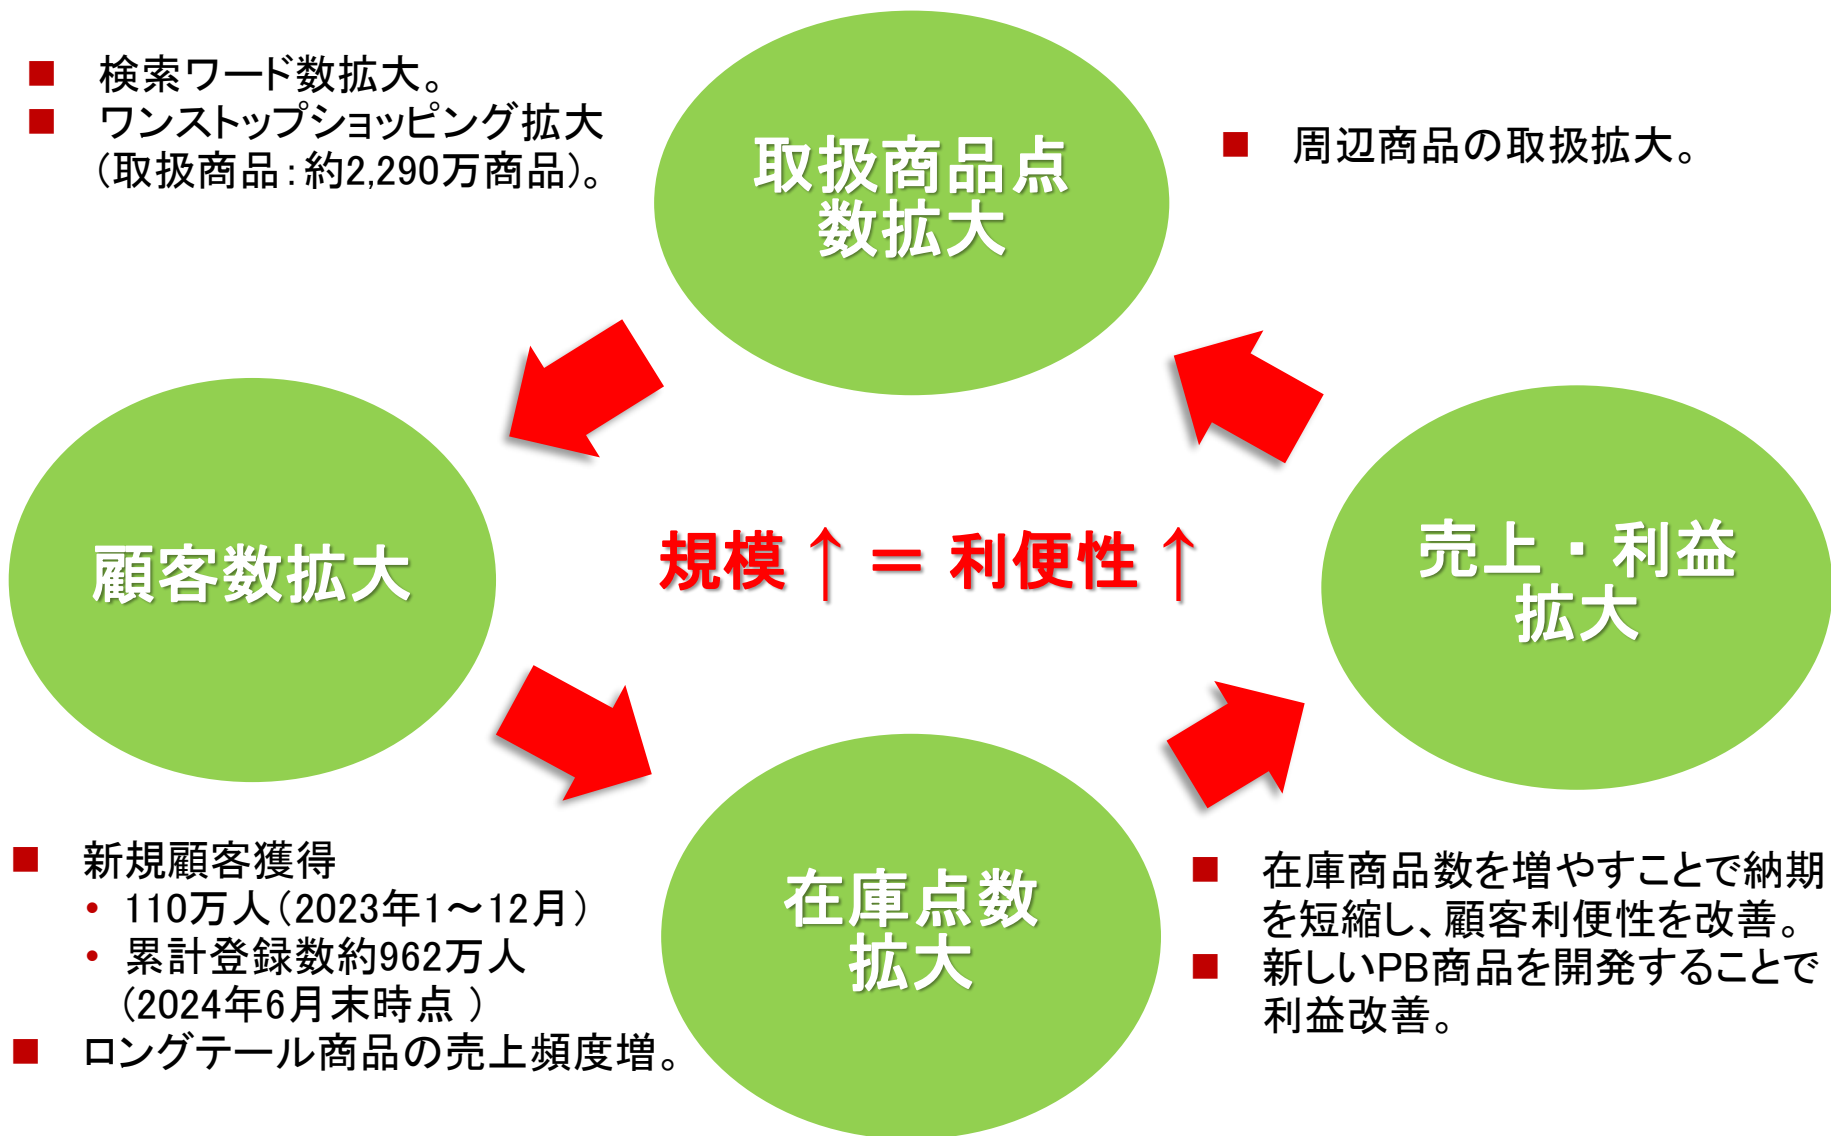 ■ 検索ワード数拡大。
■ ワンストップショッピング拡大
(取扱商品：約2,290万商品)。
取扱商品点
数拡大
■ 周辺商品の取扱拡大。
顧客数拡大
規模 ↑ ＝ 利便性 ↑
売上・利益
拡大
■ 新規顧客獲得
• 110万人（2023年1～12月）
• 累計登録数約962万人
（2024年6月末時点 ）
■ ロングテール商品の売上頻度増。
在庫点数
拡大
■ 在庫商品数を増やすことで納期
を短縮し、顧客利便性を改善。
■ 新しいPB商品を開発することで
利益改善。